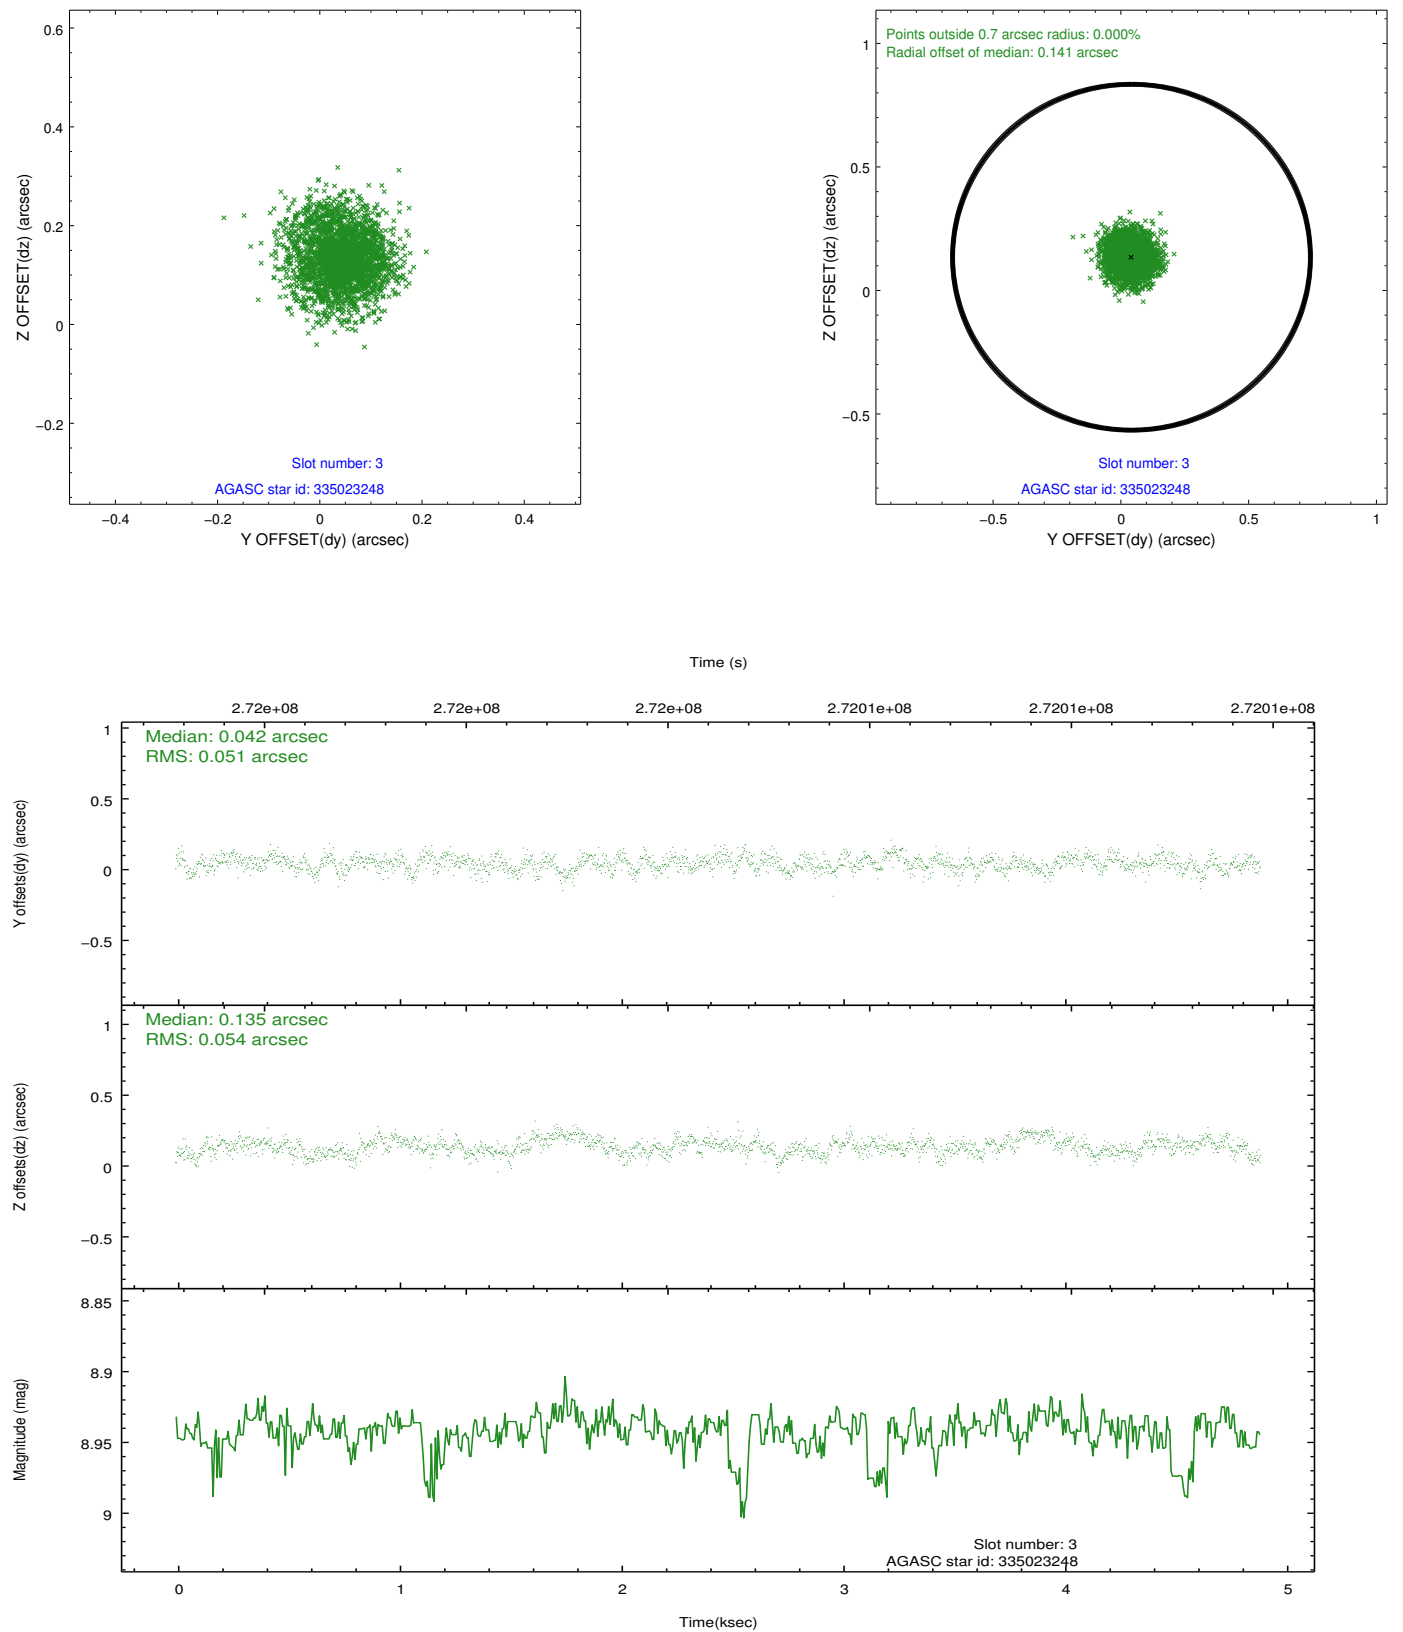 0.6
0.4
0.2
0
−0.2
Z OFFSET(dz) (arcsec)
Slot number: 3
AGASC star id: 335023248
−0.4 −0.2 0 0.2 0.4
Y OFFSET(dy) (arcsec)
Points outside 0.7 arcsec radius: 0.000%
Radial offset of median: 0.141 arcsec
1
0.5
0
−0.5
Z OFFSET(dz) (arcsec)
Slot number: 3
AGASC star id: 335023248
−0.5 0 0.5 1
Y OFFSET(dy) (arcsec)
Time (s)
2.72e+08 2.72e+08 2.72e+08 2.7201e+08 2.7201e+08 2.7201e+08
Median: 0.042 arcsec
RMS: 0.051 arcsec
1
0.5
0
−0.5
Y offsets(dy) (arcsec)
Median: 0.135 arcsec
RMS: 0.054 arcsec
1
0.5
0
−0.5
Z offsets(dz) (arcsec)
8.85
8.9
8.95
9
Magnitude (mag)
Slot number: 3
AGASC star id: 335023248
0 1 2 3 4 5
Time(ksec)